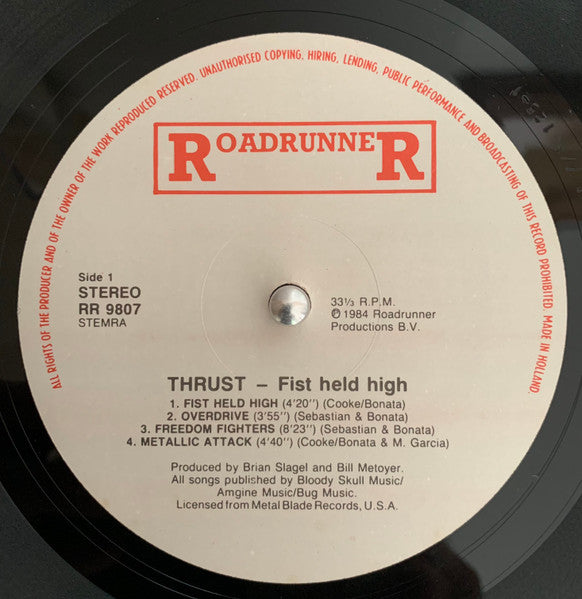 ALL RIGHTS OF THE PRODUCER AND OF THE OWNER OF THE WORK REPRODUCED RESERVED. UNAUTHORISED COPYING, HIRING, LENDING, PUBLIC PERFORMANCE AND BROADCASTING OF THIS RECORD PROHIBITED. MADE IN HOLLAND.
ROADRUNNER
Side 1
STEREO
RR 9807
STEMRA
33⅓ R.P.M.
℗ 1984 Roadrunner
Productions B.V.
THRUST – Fist held high
1. FIST HELD HIGH (4'20'') (Cooke/Bonata)
2. OVERDRIVE (3'55'') (Sebastian & Bonata)
3. FREEDOM FIGHTERS (8'23'') (Sebastian & Bonata)
4. METALLIC ATTACK (4'40'') (Cooke/Bonata & M. Garcia)
Produced by Brian Slagel and Bill Metoyer.
All songs published by Bloody Skull Music/
Amgine Music/Bug Music.
Licensed from Metal Blade Records, U.S.A.